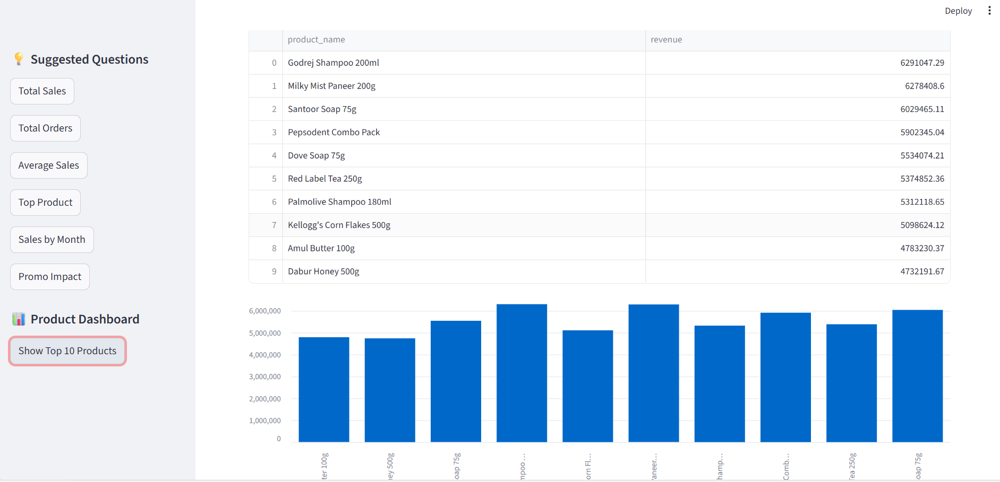 Deploy
💡 Suggested Questions
Total Sales
Total Orders
Average Sales
Top Product
Sales by Month
Promo Impact
📊 Product Dashboard
Show Top 10 Products
product_name revenue
0 Godrej Shampoo 200ml 6291047.29
1 Milky Mist Paneer 200g 6278408.6
2 Santoor Soap 75g 6029465.11
3 Pepsodent Combo Pack 5902345.04
4 Dove Soap 75g 5534074.21
5 Red Label Tea 250g 5374852.36
6 Palmolive Shampoo 180ml 5312118.65
7 Kellogg's Corn Flakes 500g 5098624.12
8 Amul Butter 100g 4783230.37
9 Dabur Honey 500g 4732191.67
6,000,000
5,000,000
4,000,000
3,000,000
2,000,000
1,000,000
0
ter 100g
ney 500g
oap 75g
mpoo …
orn Fl…
aneer…
hamp…
Comb…
Tea 250g
oap 75g